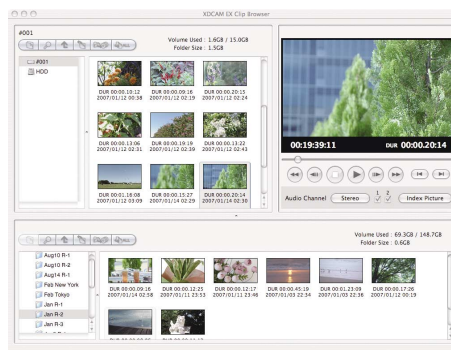 XDCAM EX Clip Browser
#001
Volume Used : 1.6GB / 15.0GB
Folder Size : 1.5GB
#001
HDD
DUR 00:00.10:12
2007/01/12 00:38
DUR 00:00.09:16
2007/01/12 02:19
DUR 00:00.20:15
2007/01/12 02:24
DUR 00:00.13:06
2007/01/12 02:31
DUR 00:00.19:19
2007/01/12 02:39
DUR 00:00.13:22
2007/01/12 02:43
DUR 00:01.18:08
2007/01/12 03:09
DUR 00:00.15:27
2007/01/14 02:29
DUR 00:00.20:14
2007/01/14 02:30
00:19:39:11
DUR 00:00.20:14
Audio Channel
Stereo
1 2
Index Picture
Volume Used : 69.3GB / 148.7GB
Folder Size : 0.6GB
Aug10 R-1
Aug10 R-2
Aug14 R-1
Feb New York
Feb Tokyo
Jan R-1
Jan R-2
Jan R-3
DUR 00:00.09:16
2007/01/14 02:58
DUR 00:00.12:25
2007/01/11 23:53
DUR 00:00.12:17
2007/01/11 23:46
DUR 00:00.45:19
2007/01/03 22:34
DUR 00:01.23:09
2007/01/03 22:36
DUR 00:00.17:26
2007/01/12 00:19